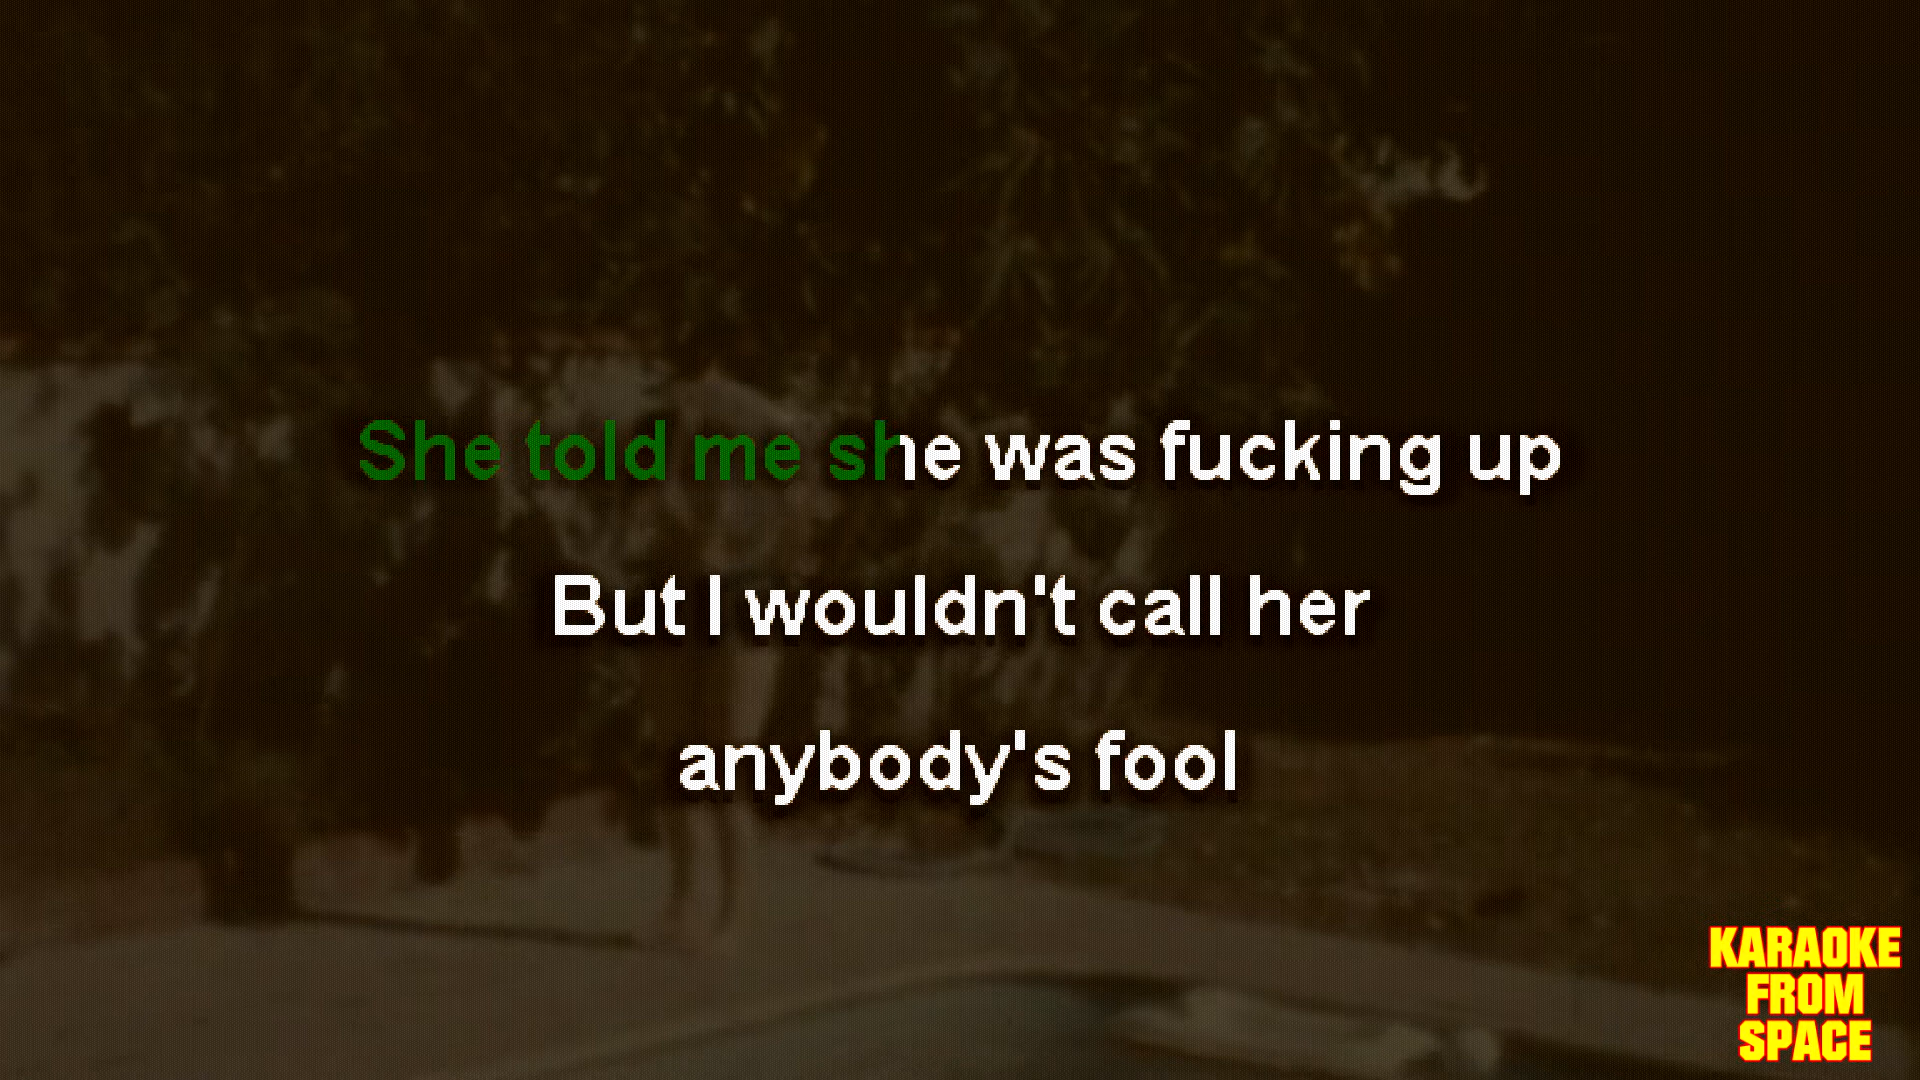 She told me she was fucking up
But I wouldn't call her
anybody's fool
KARAOKE
FROM
SPACE